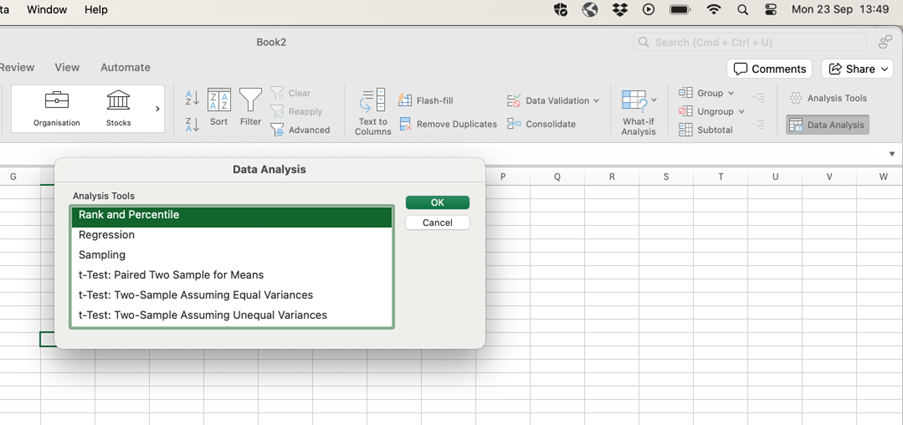 ta Window Help Mon 23 Sep 13:49
Book2 Search (Cmd + Ctrl + U)
Review View Automate Comments Share
Organisation Stocks
A Z
Z A
Sort Filter
Clear
Reapply
Advanced
Text to
Columns
Flash-fill
Remove Duplicates
Data Validation
Consolidate
What-if
Analysis
Group
Ungroup
Subtotal
Analysis Tools
Data Analysis
G P Q R S T U V W
Data Analysis
Analysis Tools
Rank and Percentile
Regression
Sampling
t-Test: Paired Two Sample for Means
t-Test: Two-Sample Assuming Equal Variances
t-Test: Two-Sample Assuming Unequal Variances
OK
Cancel